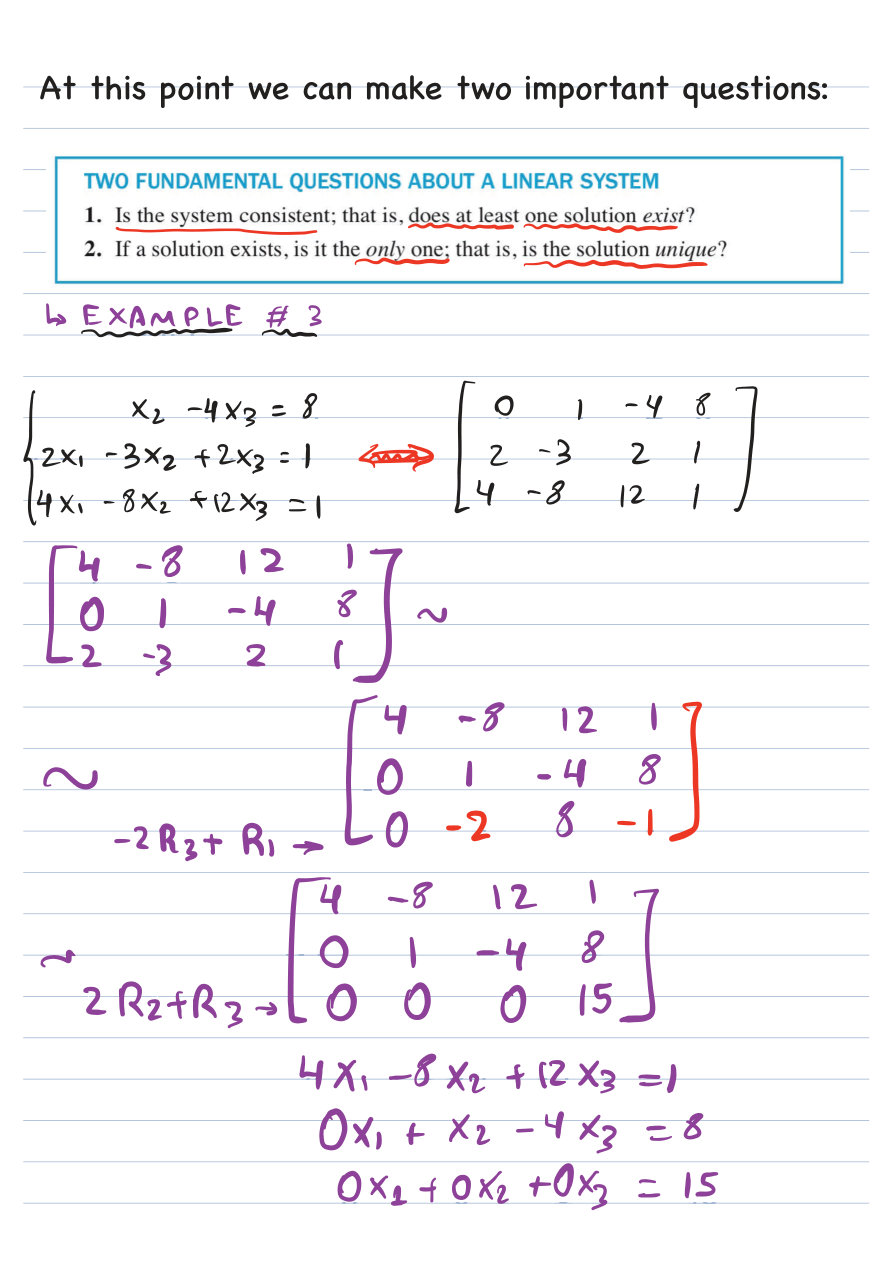 At this point we can make two important questions:
TWO FUNDAMENTAL QUESTIONS ABOUT A LINEAR SYSTEM
1. Is the system consistent; that is, does at least one solution exist?
2. If a solution exists, is it the only one; that is, is the solution unique?
↳ EXAMPLE # 3
x₂ -4x₃ = 8
2x₁ -3x₂ +2x₃ = 1
4x₁ -8x₂ +12x₃ = 1
⟺
0 1 -4 8
2 -3 2 1
4 -8 12 1
4 -8 12 1
0 1 -4 8
2 -3 2 1
~
~
-2R₃+ R₁ →
4 -8 12 1
0 1 -4 8
0 -2 8 -1
~
2R₂+R₃→
4 -8 12 1
0 1 -4 8
0 0 0 15
4x₁ -8x₂ +12x₃ =1
0x₁ + x₂ -4x₃ = 8
0x₁ +0x₂ +0x₃ = 15